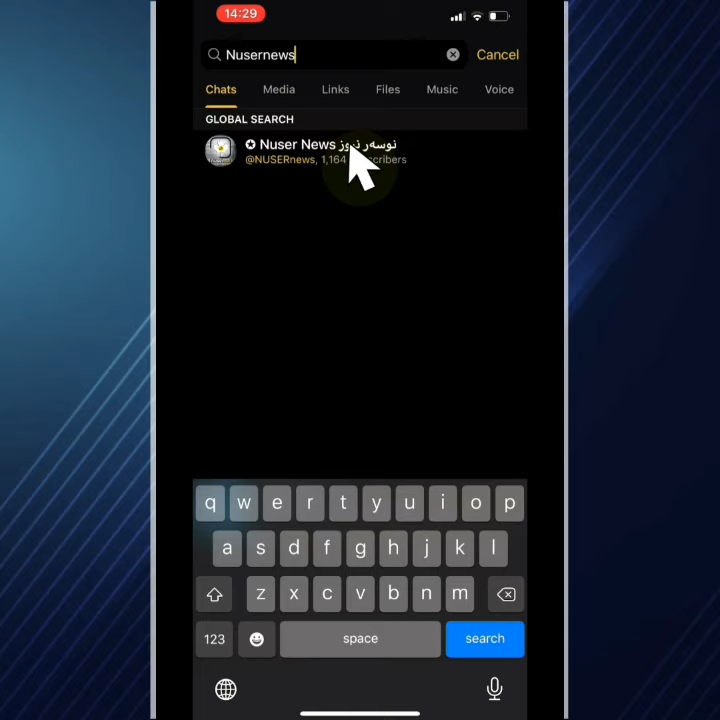 14:29
Nusernews
Cancel
Chats Media Links Files Music Voice
GLOBAL SEARCH
✪ Nuser News نوسەر نیوز
@NUSERnews, 1,164
q w e r t y u i o p
a s d f g h j k l
z x c v b n m
123 space search